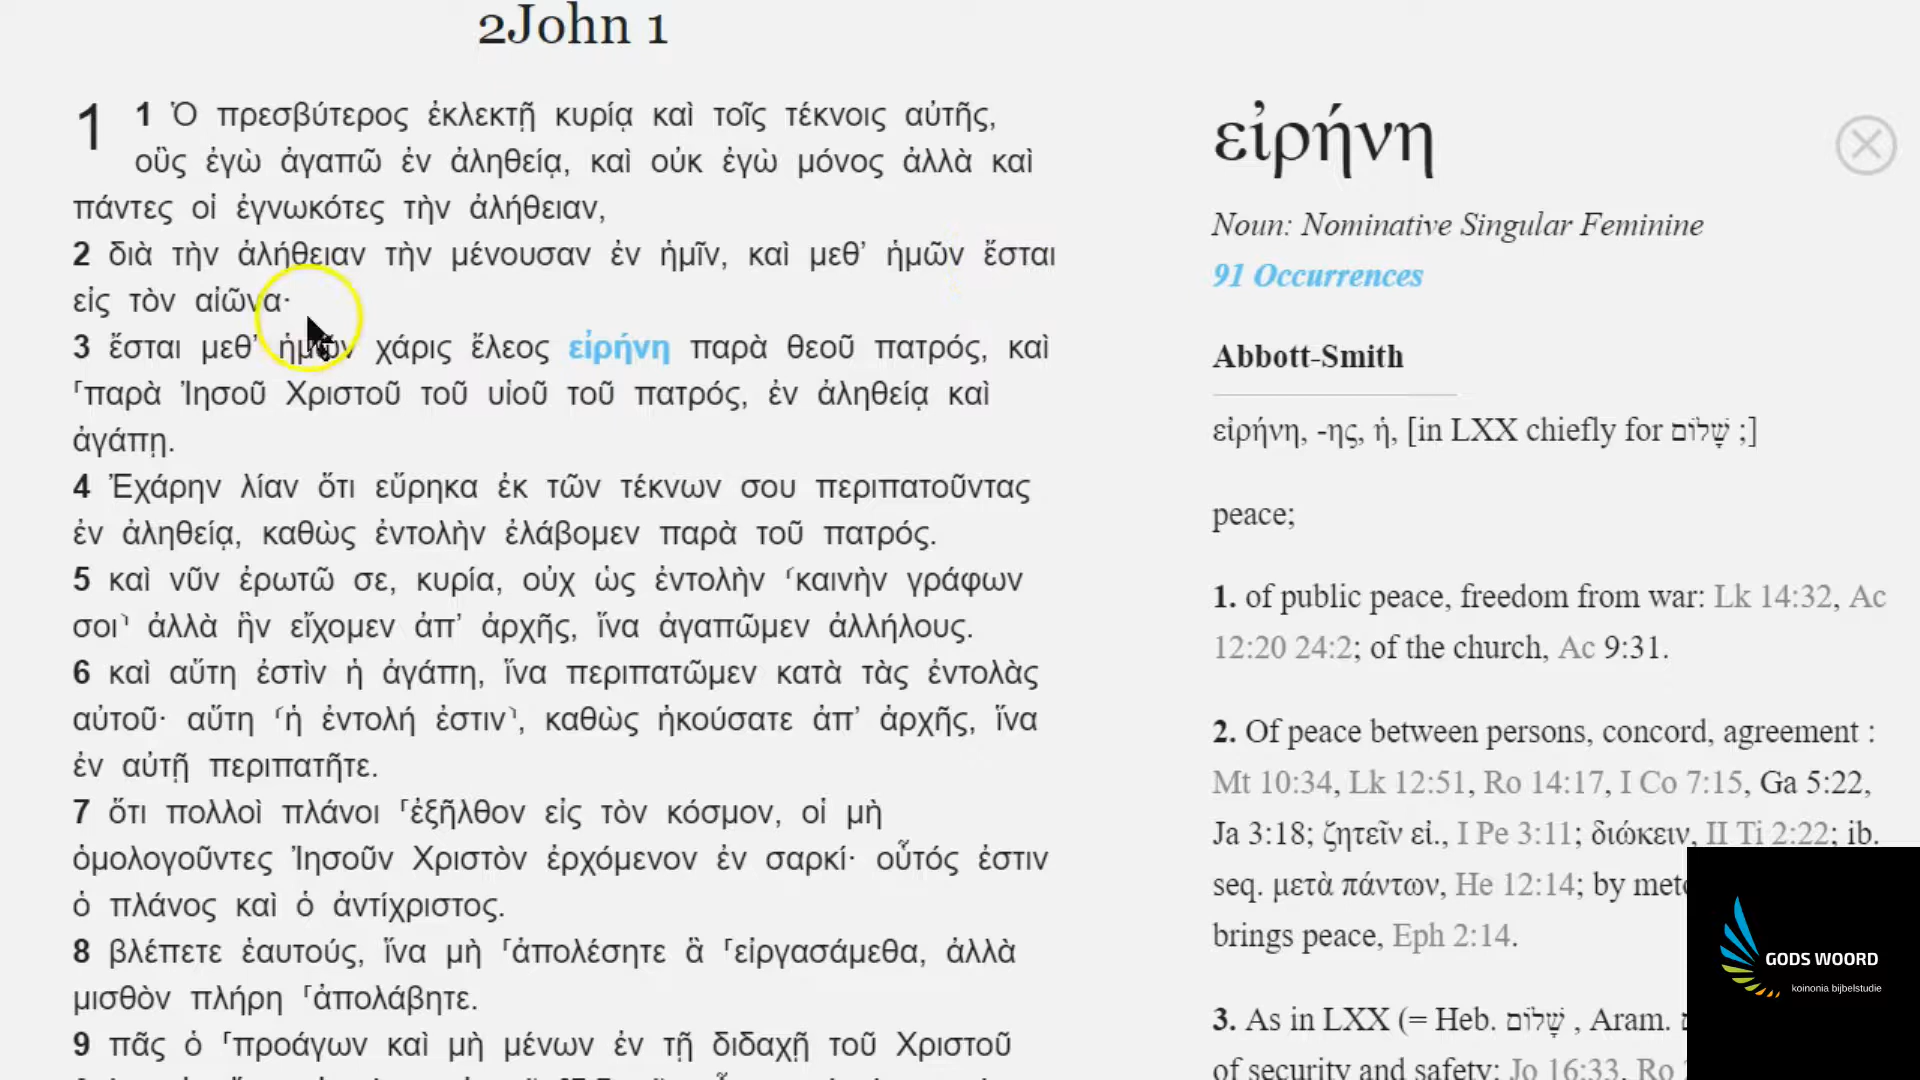 2John 1
1 1 Ὁ πρεσβύτερος ἐκλεκτῇ κυρίᾳ καὶ τοῖς τέκνοις αὐτῆς,
οὓς ἐγὼ ἀγαπῶ ἐν ἀληθείᾳ, καὶ οὐκ ἐγὼ μόνος ἀλλὰ καὶ
πάντες οἱ ἐγνωκότες τὴν ἀλήθειαν,
2 διὰ τὴν ἀλήθειαν τὴν μένουσαν ἐν ἡμῖν, καὶ μεθ’ ἡμῶν ἔσται
εἰς τὸν αἰῶνα·
3 ἔσται μεθ’ ἡμῶν χάρις ἔλεος εἰρήνη παρὰ θεοῦ πατρός, καὶ
⸀παρὰ Ἰησοῦ Χριστοῦ τοῦ υἱοῦ τοῦ πατρός, ἐν ἀληθείᾳ καὶ
ἀγάπῃ.
4 Ἐχάρην λίαν ὅτι εὕρηκα ἐκ τῶν τέκνων σου περιπατοῦντας
ἐν ἀληθείᾳ, καθὼς ἐντολὴν ἐλάβομεν παρὰ τοῦ πατρός.
5 καὶ νῦν ἐρωτῶ σε, κυρία, οὐχ ὡς ἐντολὴν ⸂καινὴν γράφων
σοι⸃ ἀλλὰ ἣν εἴχομεν ἀπ’ ἀρχῆς, ἵνα ἀγαπῶμεν ἀλλήλους.
6 καὶ αὕτη ἐστὶν ἡ ἀγάπη, ἵνα περιπατῶμεν κατὰ τὰς ἐντολὰς
αὐτοῦ· αὕτη ⸂ἡ ἐντολή ἐστιν⸃, καθὼς ἠκούσατε ἀπ’ ἀρχῆς, ἵνα
ἐν αὐτῇ περιπατῆτε.
7 ὅτι πολλοὶ πλάνοι ⸀ἐξῆλθον εἰς τὸν κόσμον, οἱ μὴ
ὁμολογοῦντες Ἰησοῦν Χριστὸν ἐρχόμενον ἐν σαρκί· οὗτός ἐστιν
ὁ πλάνος καὶ ὁ ἀντίχριστος.
8 βλέπετε ἑαυτούς, ἵνα μὴ ⸀ἀπολέσητε ἃ ⸀εἰργασάμεθα, ἀλλὰ
μισθὸν πλήρη ⸀ἀπολάβητε.
9 πᾶς ὁ ⸀προάγων καὶ μὴ μένων ἐν τῇ διδαχῇ τοῦ Χριστοῦ
εἰρήνη
Noun: Nominative Singular Feminine
91 Occurrences
Abbott-Smith
εἰρήνη, -ης, ἡ, [in LXX chiefly for שָׁלוֹם ;]
peace;
1. of public peace, freedom from war: Lk 14:32, Ac
12:20 24:2; of the church, Ac 9:31.
2. Of peace between persons, concord, agreement :
Mt 10:34, Lk 12:51, Ro 14:17, I Co 7:15, Ga 5:22,
Ja 3:18; ζητεῖν εἰ., I Pe 3:11; διώκειν, II Ti 2:22; ib.
seq. μετὰ πάντων, He 12:14; by
brings peace, Eph 2:14.
3. As in LXX (= Heb. שָׁלוֹם , Aram.
of security and safety: Jo 16:33, Ro
GODS WOORD
koinonia bijbelstudie